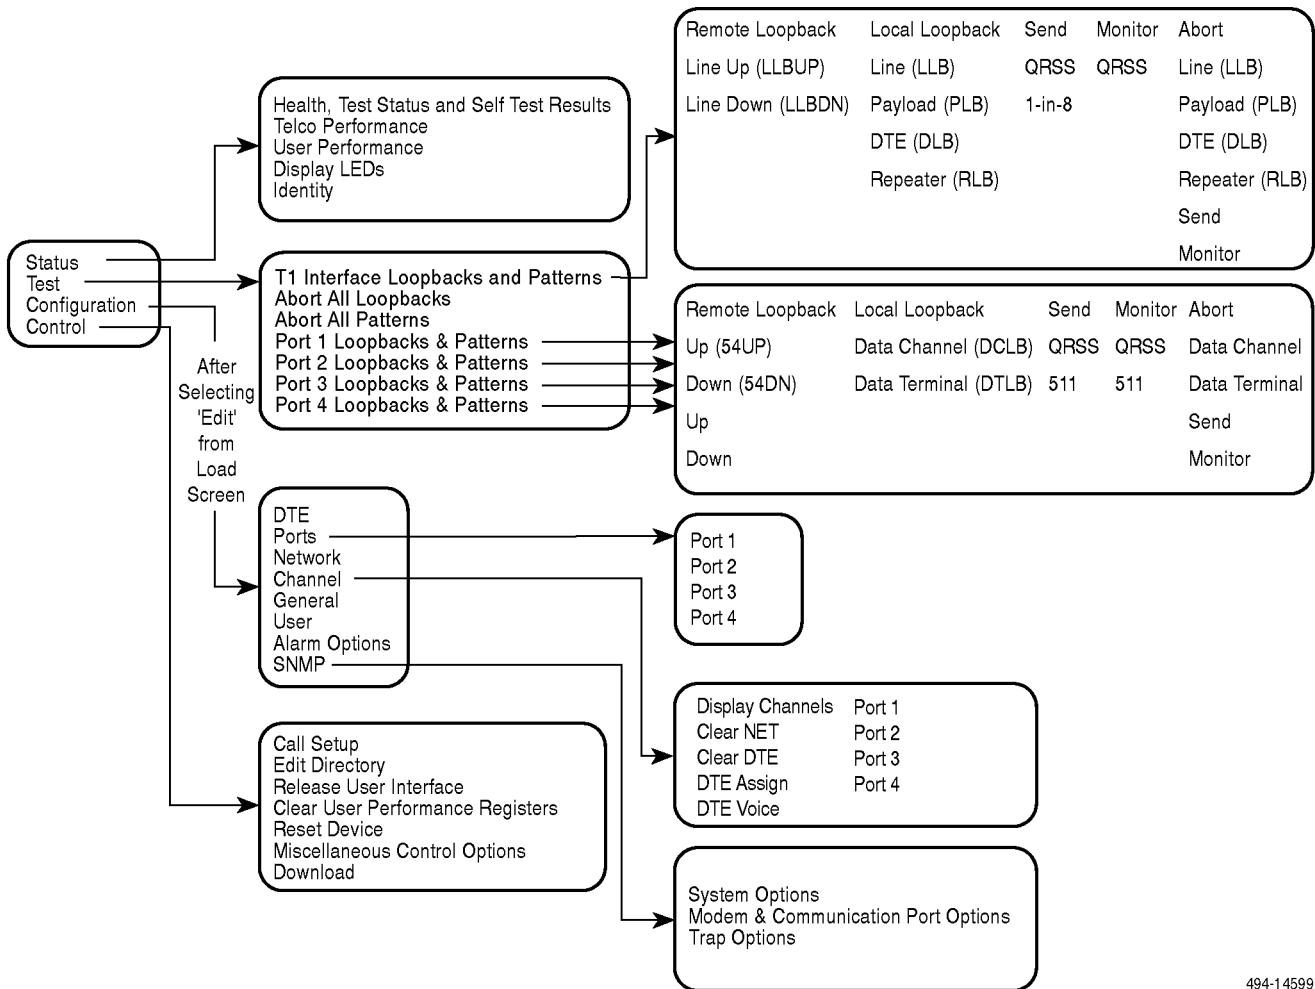 Status
Test
Configuration
Control
After
Selecting
'Edit'
from
Load
Screen
Health, Test Status and Self Test Results
Telco Performance
User Performance
Display LEDs
Identity
T1 Interface Loopbacks and Patterns
Abort All Loopbacks
Abort All Patterns
Port 1 Loopbacks & Patterns
Port 2 Loopbacks & Patterns
Port 3 Loopbacks & Patterns
Port 4 Loopbacks & Patterns
Remote Loopback Local Loopback Send Monitor Abort
Line Up (LLBUP) Line (LLB) QRSS QRSS Line (LLB)
Line Down (LLBDN) Payload (PLB) 1-in-8 Payload (PLB)
DTE (DLB) DTE (DLB)
Repeater (RLB) Repeater (RLB)
Send
Monitor
Remote Loopback Local Loopback Send Monitor Abort
Up (54UP) Data Channel (DCLB) QRSS QRSS Data Channel
Down (54DN) Data Terminal (DTLB) 511 511 Data Terminal
Up Send
Down Monitor
DTE
Ports
Network
Channel
General
User
Alarm Options
SNMP
Port 1
Port 2
Port 3
Port 4
Display Channels Port 1
Clear NET Port 2
Clear DTE Port 3
DTE Assign Port 4
DTE Voice
Call Setup
Edit Directory
Release User Interface
Clear User Performance Registers
Reset Device
Miscellaneous Control Options
Download
System Options
Modem & Communication Port Options
Trap Options
494-14599